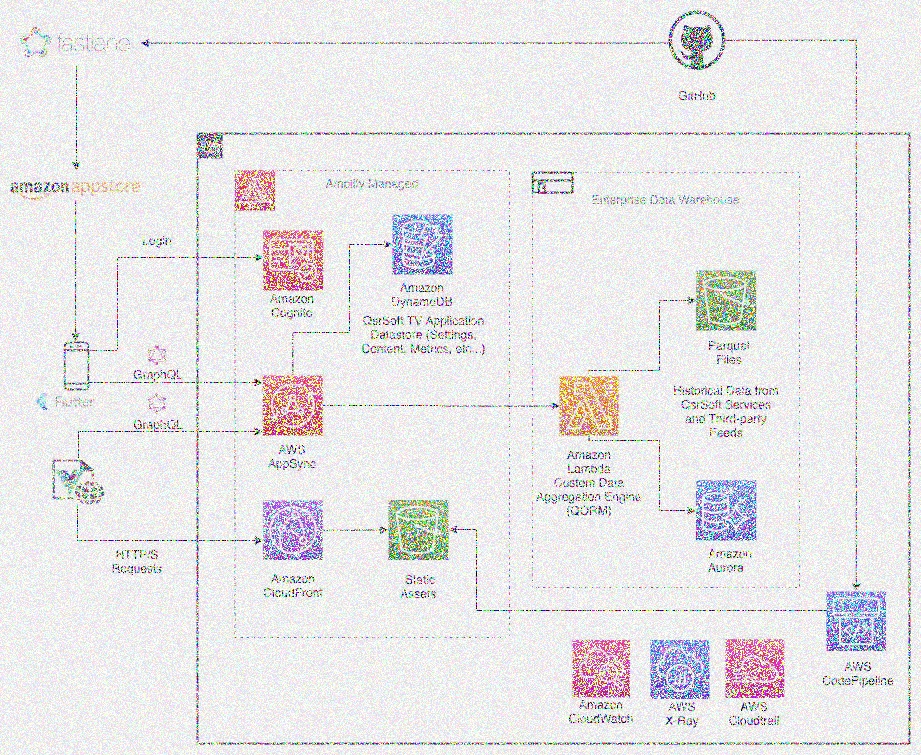 fastlane
GitHub
amazon appstore
Amplify Managed
Enterprise Data Warehouse
Login
Amazon
Cognito
Amazon
DynamoDB
QsrSoft TV Application
Datastore (Settings,
Content, Metrics, etc...)
Parquet
Files
GraphQL
Flutter
GraphQL
AWS
AppSync
Historical Data from
QsrSoft Services
and Third-party
Feeds
Amazon
Lambda
Custom Data
Aggregation Engine
(QORM)
HTTP/S
Requests
Amazon
CloudFront
Static
Assets
Amazon
Aurora
AWS
CodePipeline
Amazon
CloudWatch
AWS
X-Ray
AWS
Cloudtrail